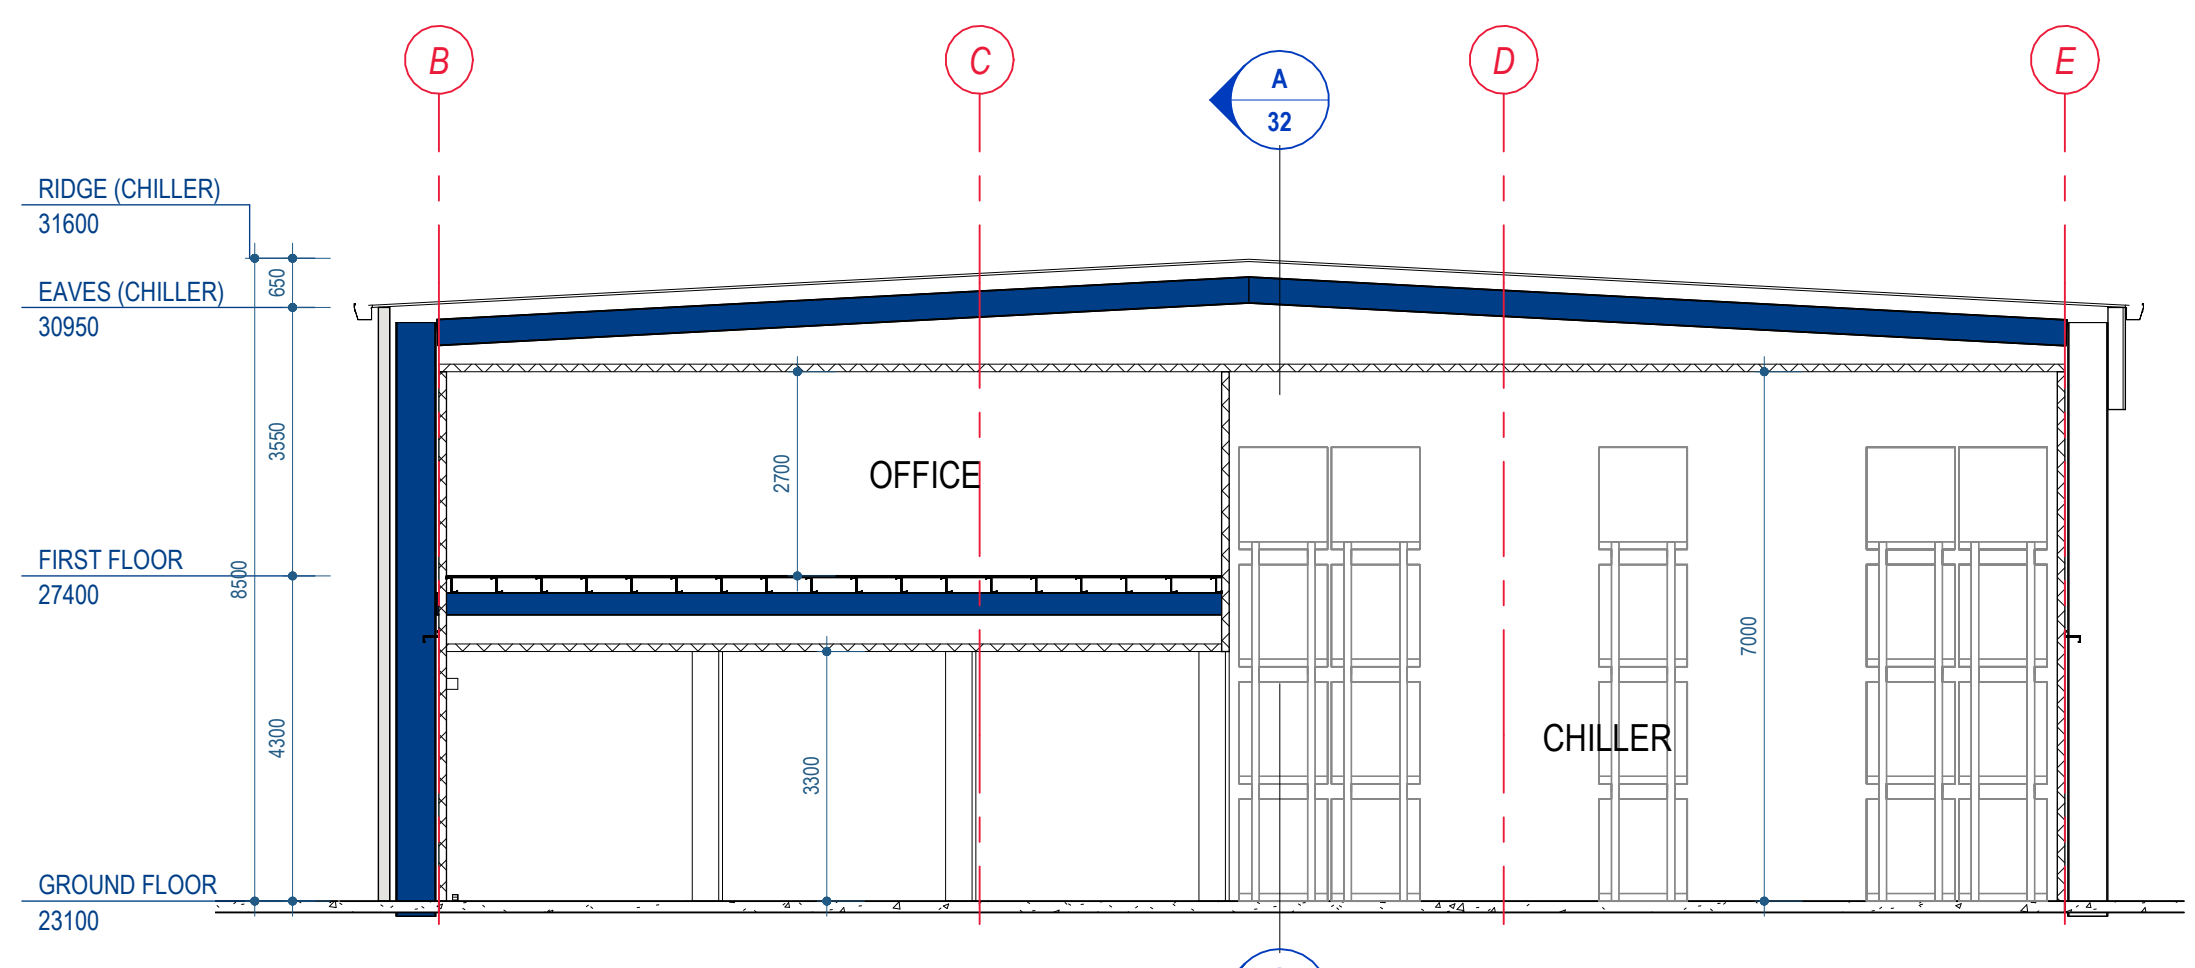 B
C
D
E
A
32
RIDGE (CHILLER)
31600
650
EAVES (CHILLER)
30950
3550
2700
OFFICE
FIRST FLOOR
27400
8500
7000
4300
3300
CHILLER
GROUND FLOOR
23100